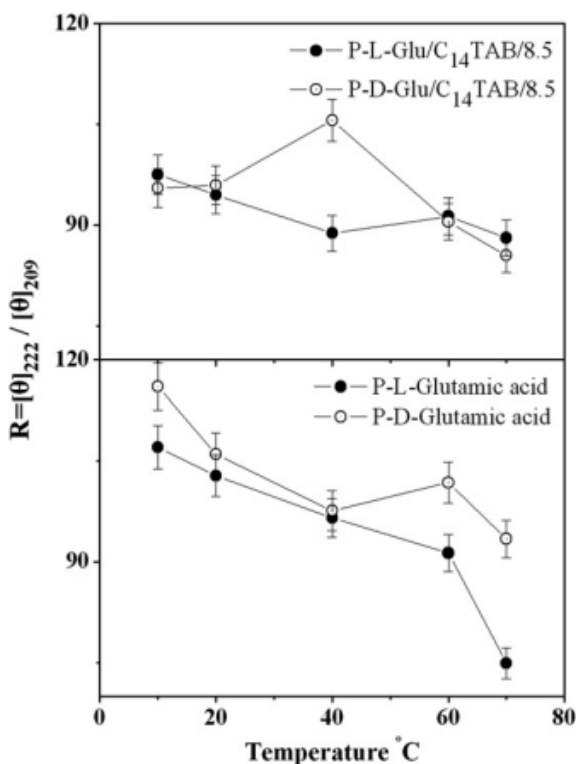 120
P-L-Glu/C14TAB/8.5
P-D-Glu/C14TAB/8.5
90
R=[θ]222 / [θ]209
120
P-L-Glutamic acid
P-D-Glutamic acid
90
0 20 40 60 80
Temperature °C